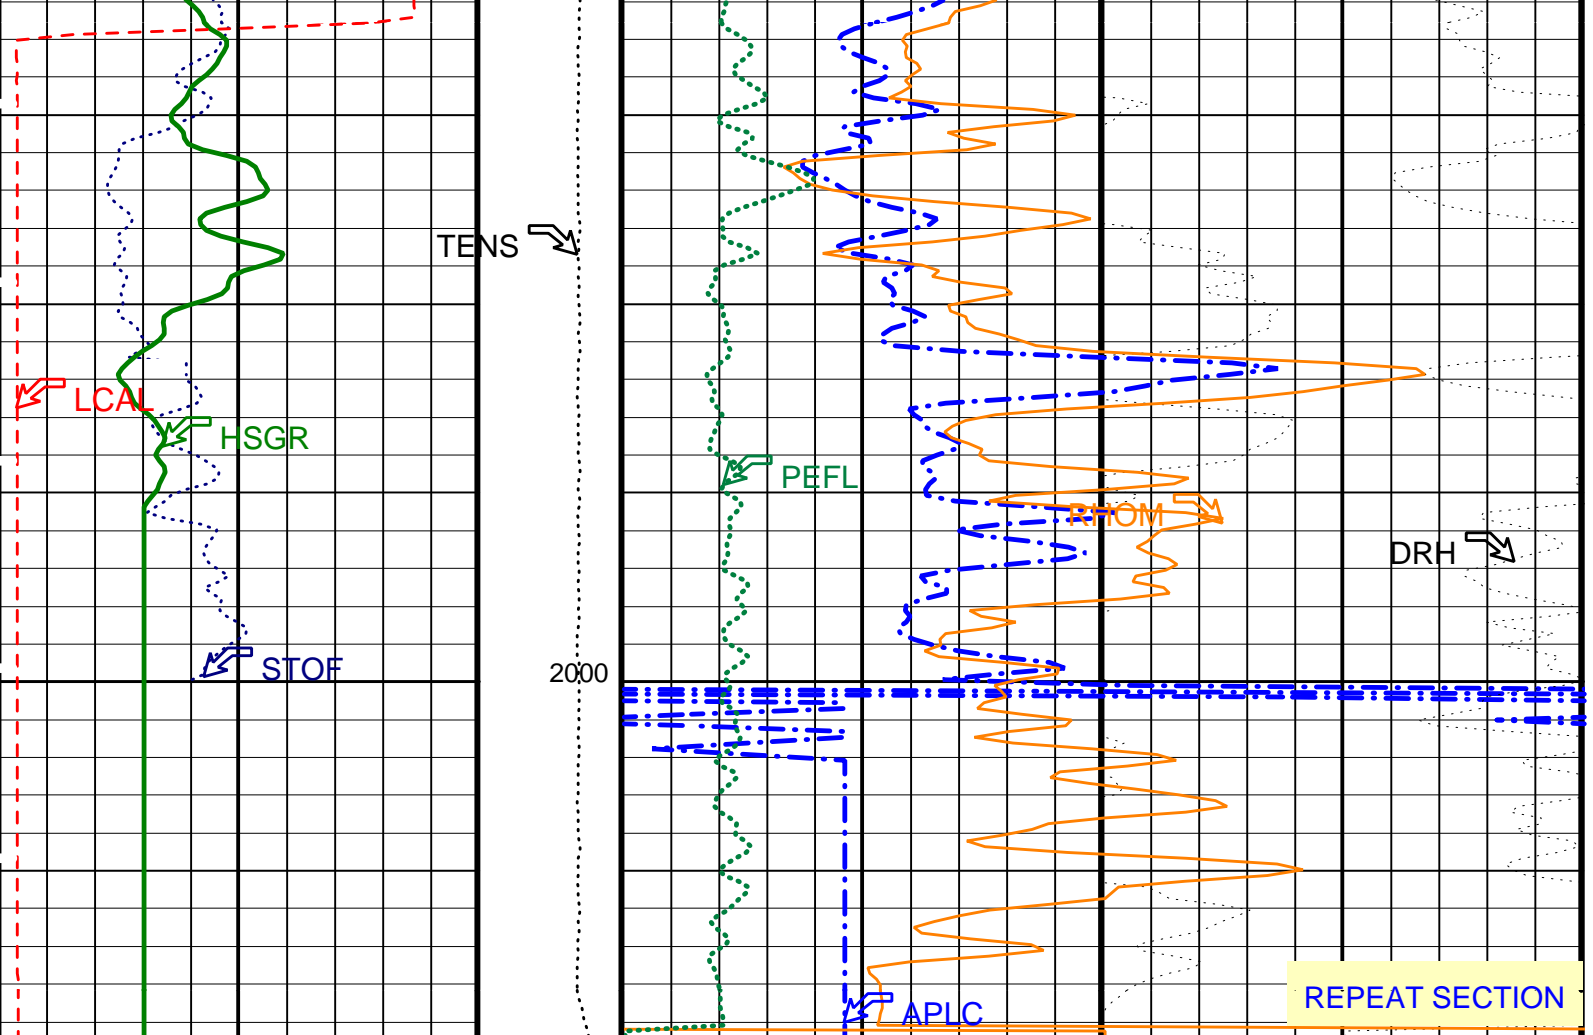 TENS
LCAL
HSGR
PEFL
RHOM
DRH
STOF
2000
REPEAT SECTION
APLC